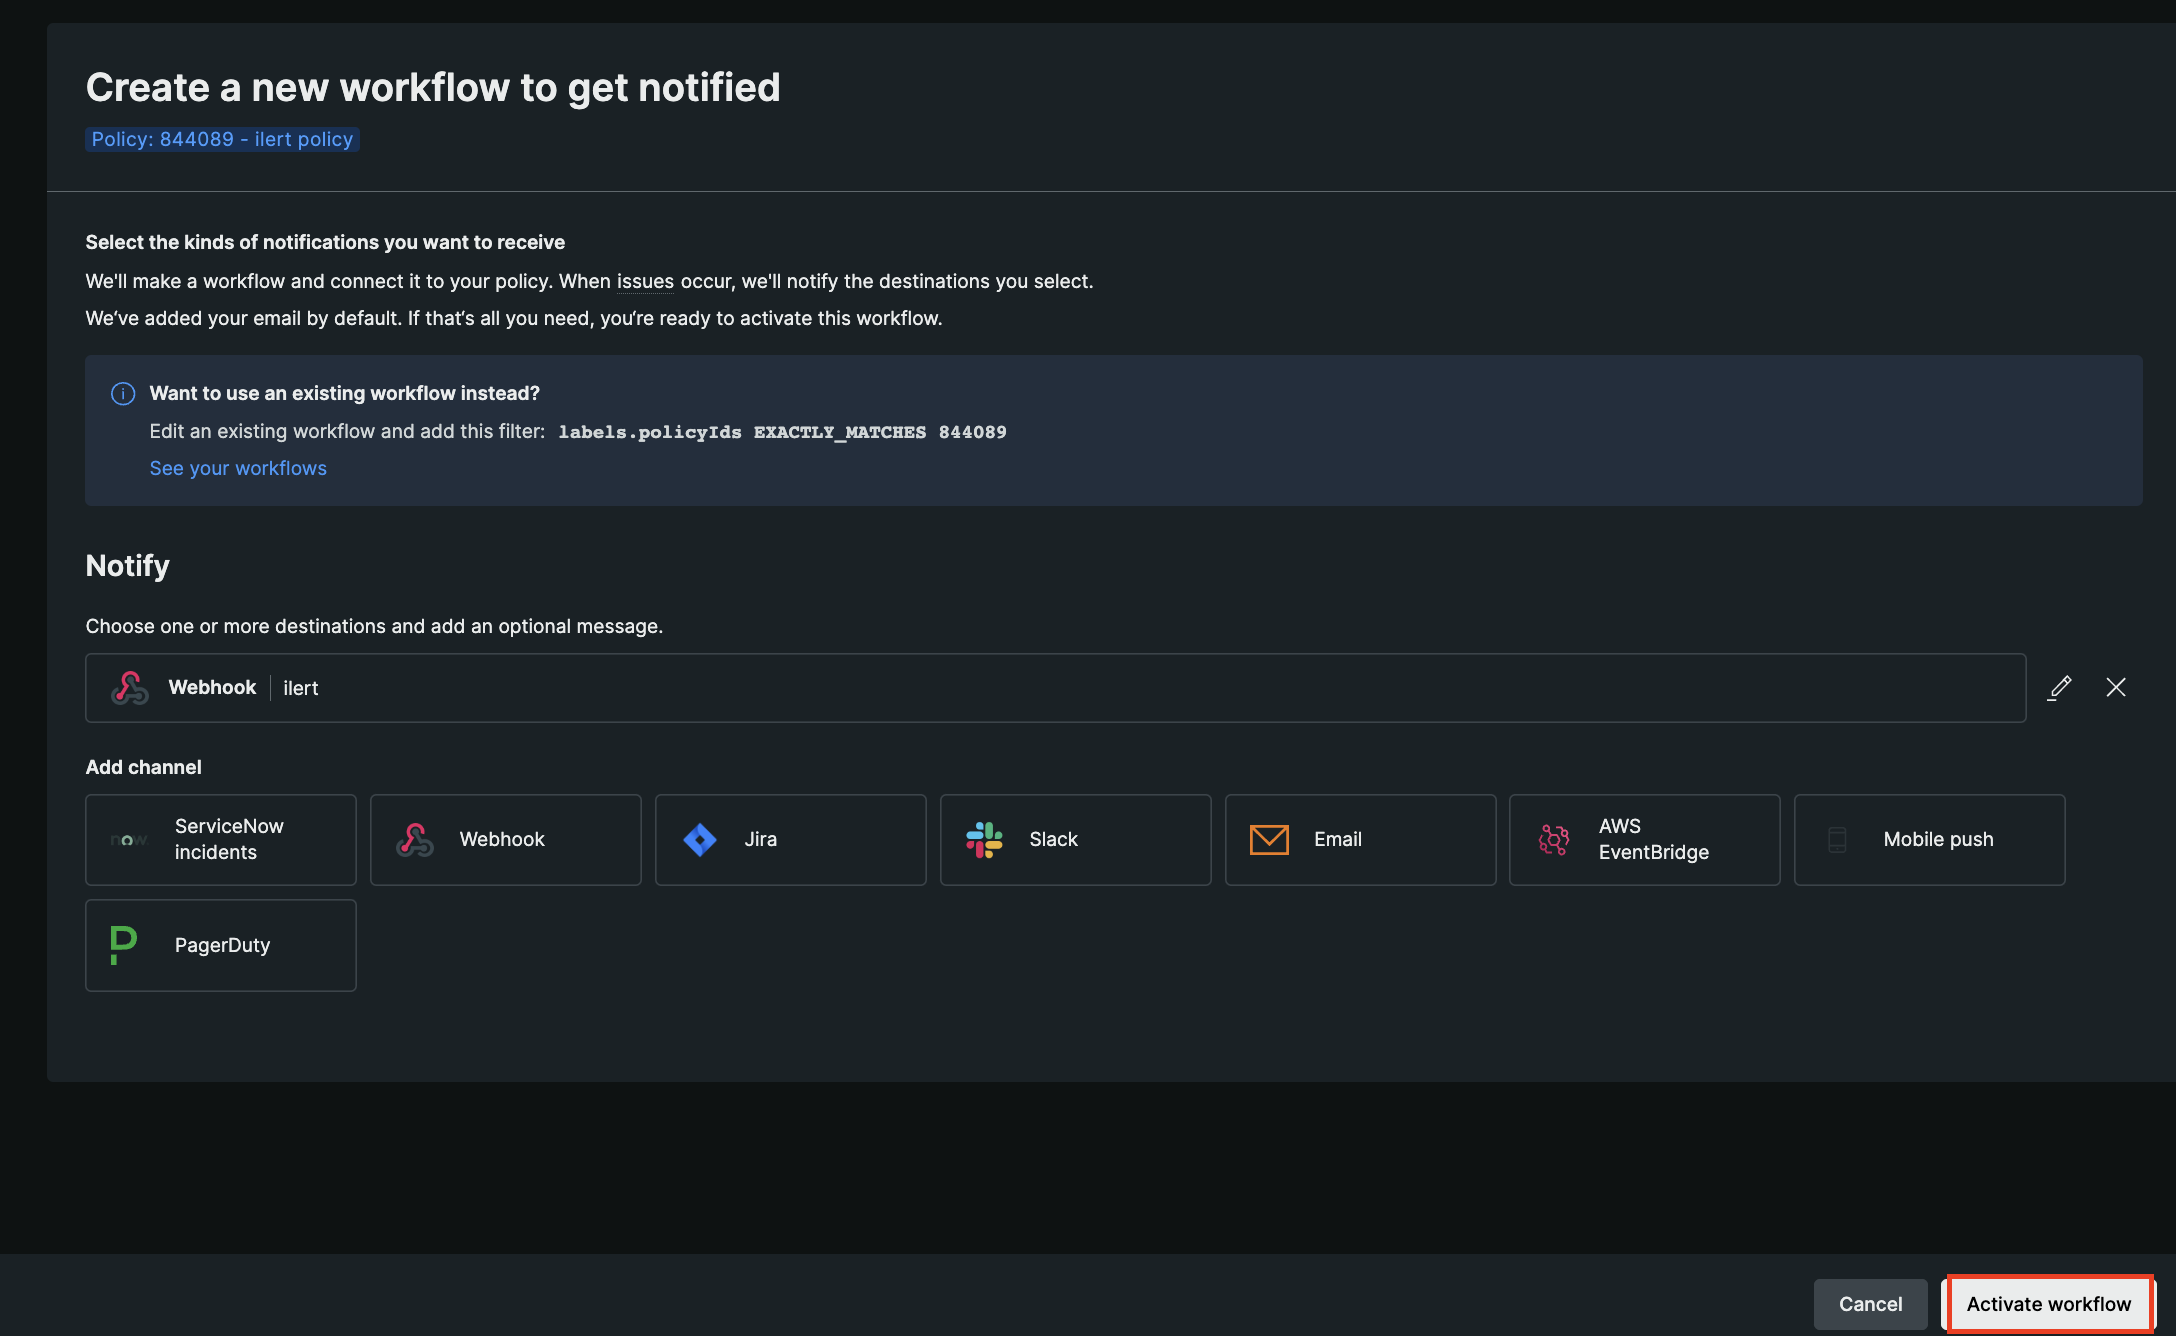 Create a new workflow to get notified
Policy: 844089 - ilert policy
Select the kinds of notifications you want to receive
We'll make a workflow and connect it to your policy. When issues occur, we'll notify the destinations you select.
We've added your email by default. If that's all you need, you're ready to activate this workflow.
Want to use an existing workflow instead?
Edit an existing workflow and add this filter: labels.policyIds EXACTLY_MATCHES 844089
See your workflows
Notify
Choose one or more destinations and add an optional message.
Webhook | ilert
Add channel
now ServiceNow
incidents
Webhook
Jira
Slack
Email
AWS
EventBridge
Mobile push
PagerDuty
Cancel
Activate workflow